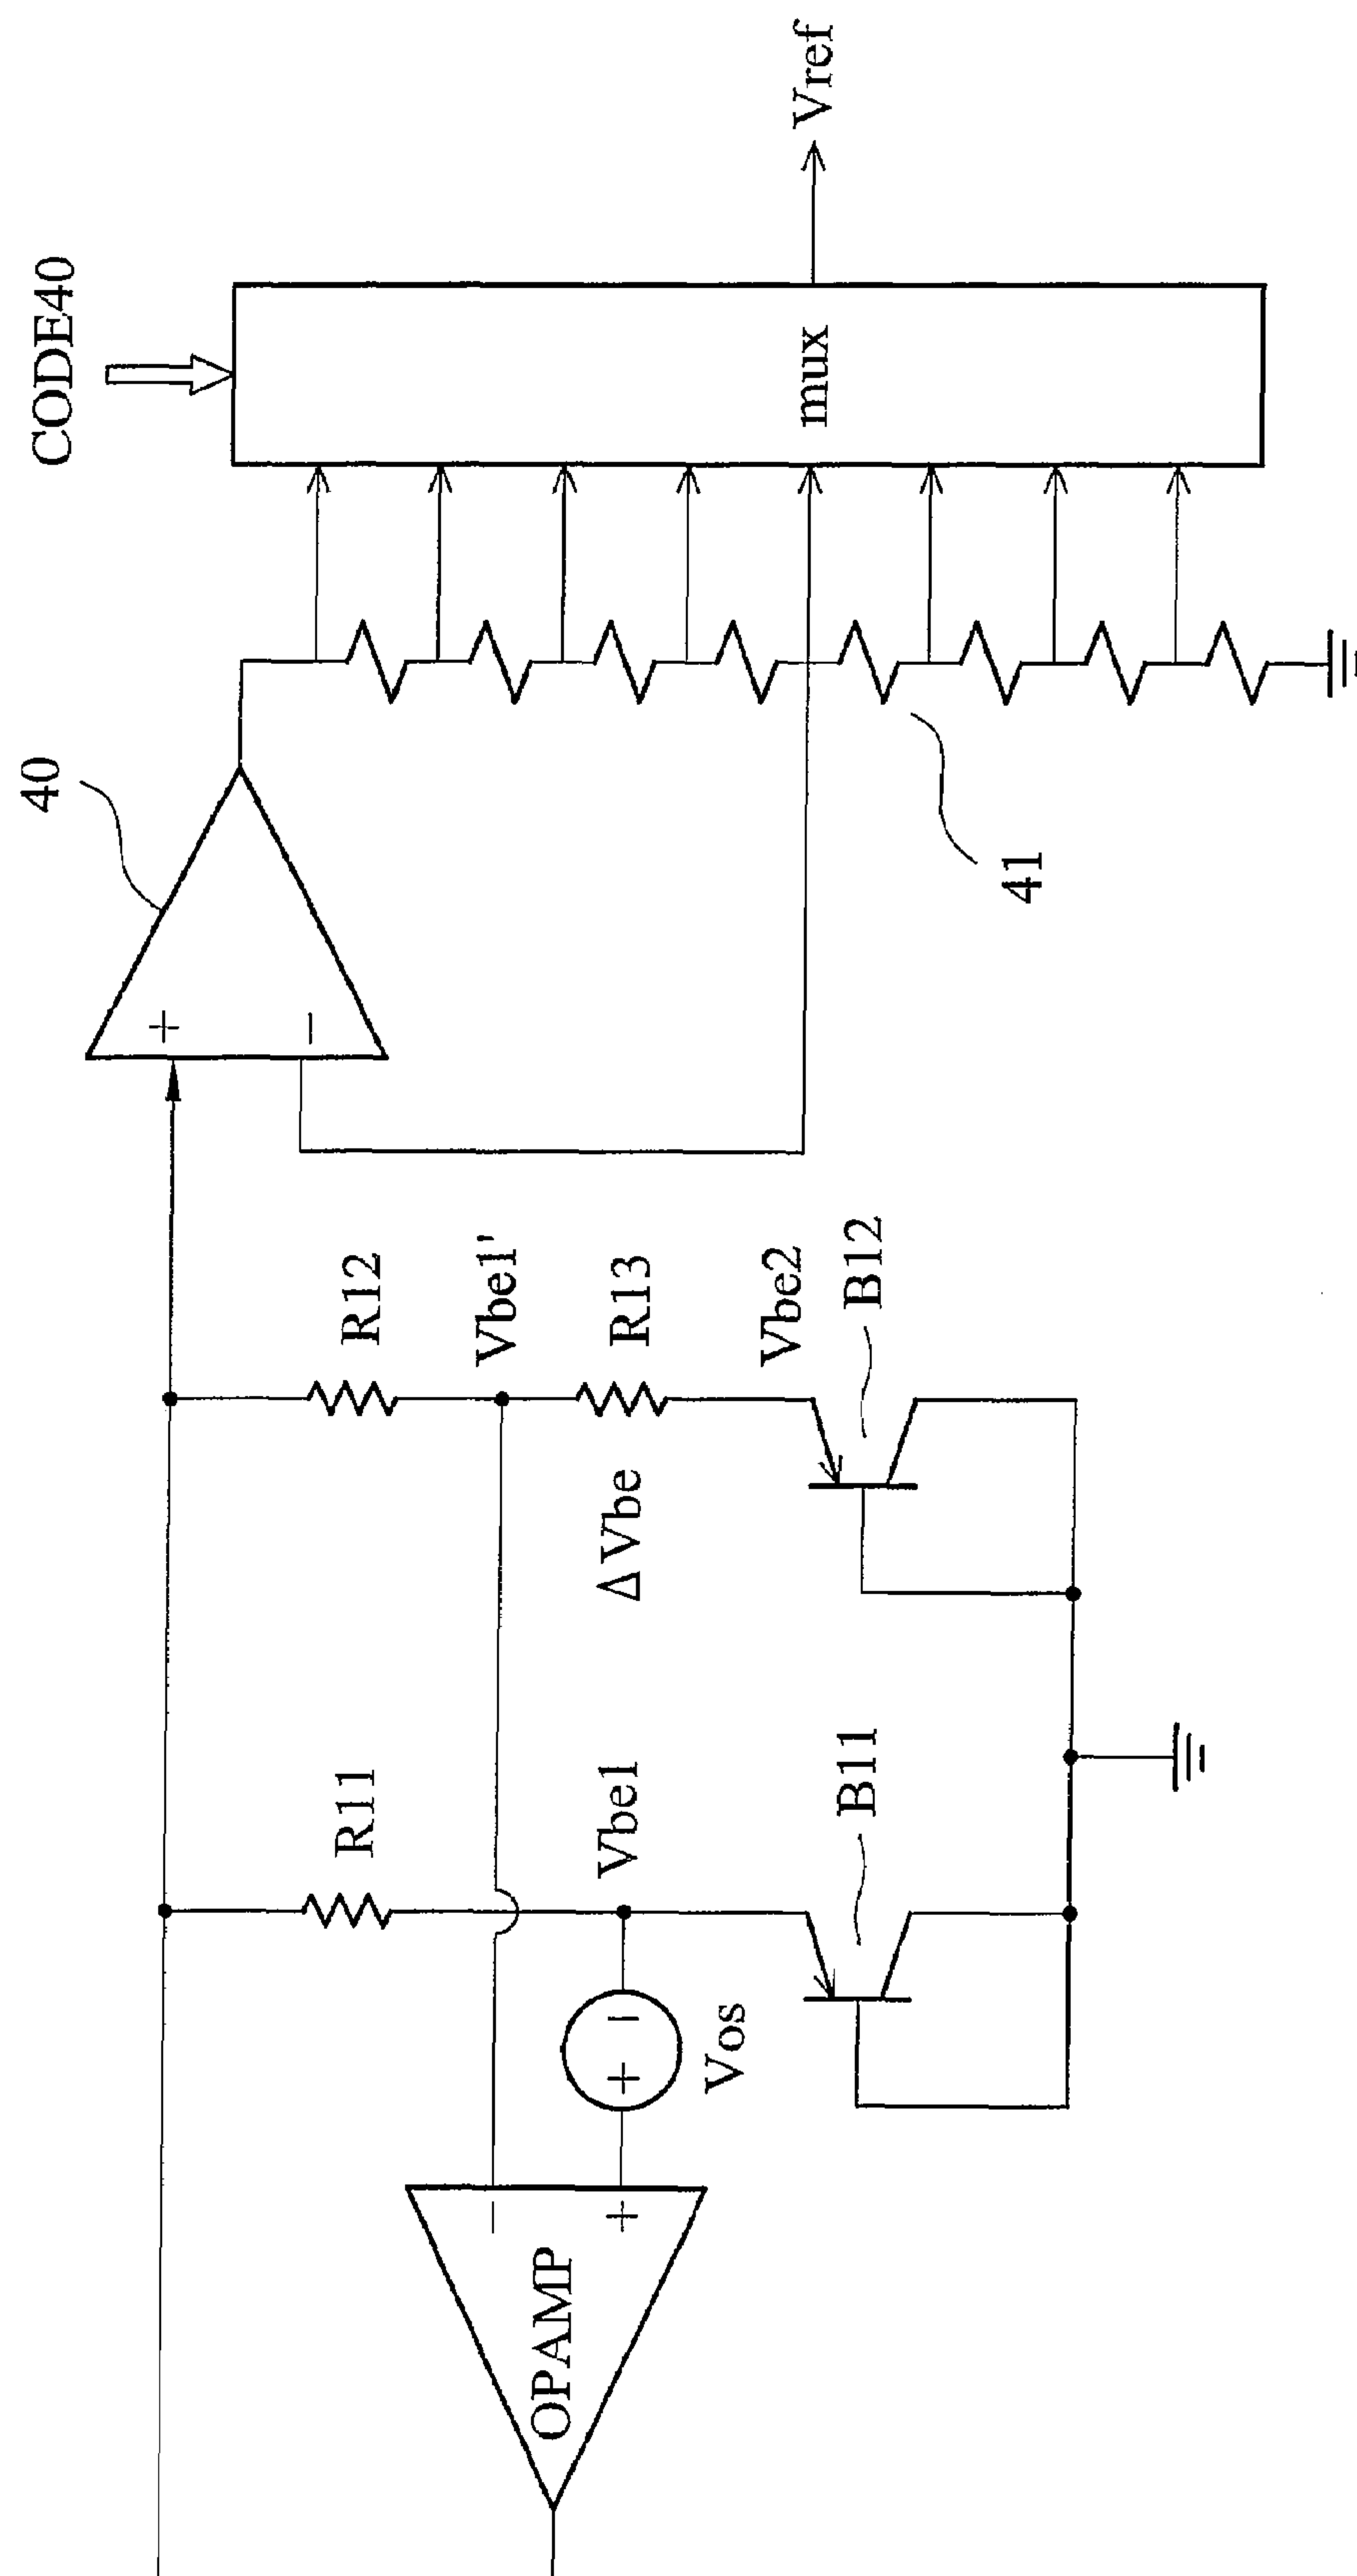 CODE40
Vref
mux
40
+
−
41
R12
Vbe1'
R13
Vbe2
B12
ΔVbe
R11
Vbe1
B11
Vos
+ −
−
+
OPAMP